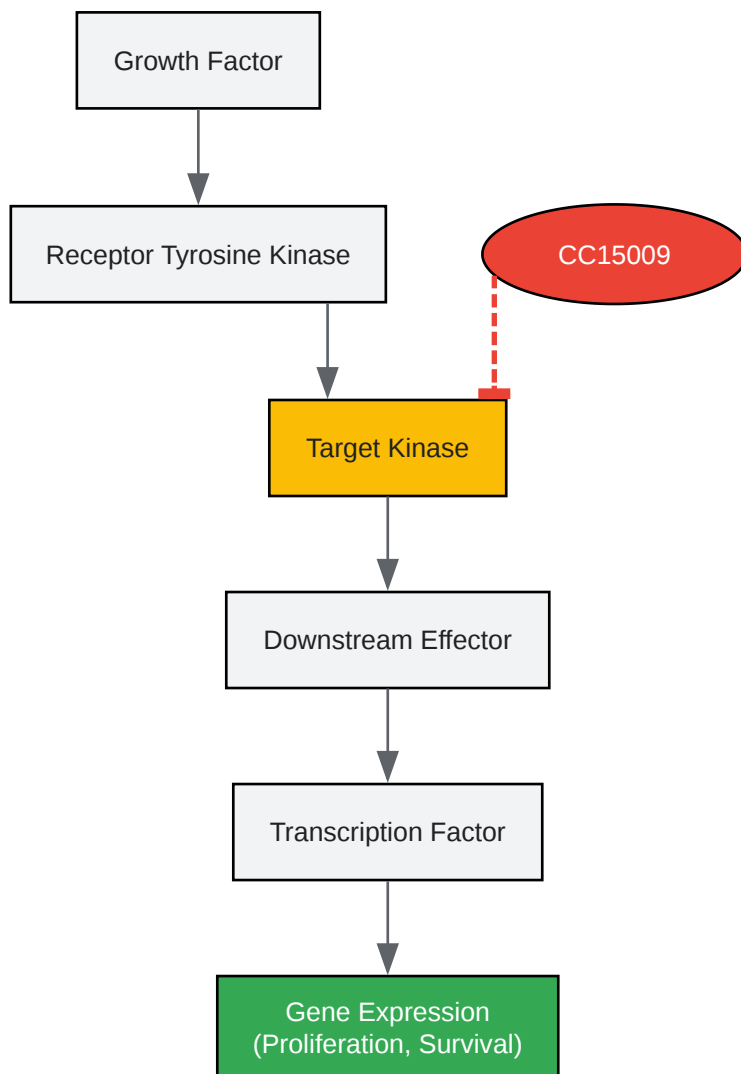 Growth Factor
Receptor Tyrosine Kinase
CC15009
Target Kinase
Downstream Effector
Transcription Factor
Gene Expression
(Proliferation, Survival)